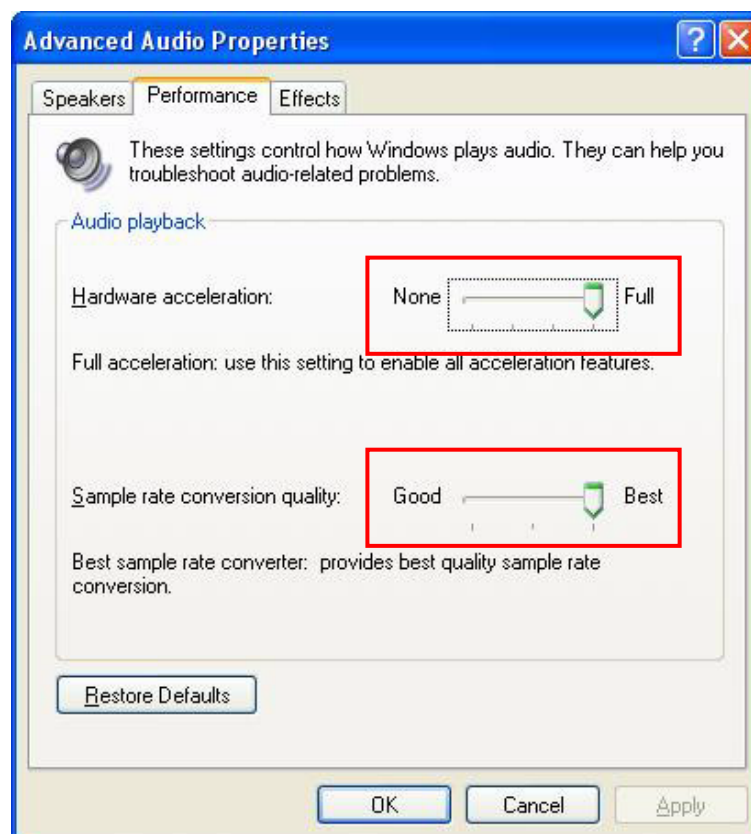 Advanced Audio Properties
Speakers Performance Effects
These settings control how Windows plays audio. They can help you
troubleshoot audio-related problems.
Audio playback
Hardware acceleration: None Full
Full acceleration: use this setting to enable all acceleration features.
Sample rate conversion quality: Good Best
Best sample rate converter: provides best quality sample rate
conversion.
Restore Defaults
OK Cancel Apply